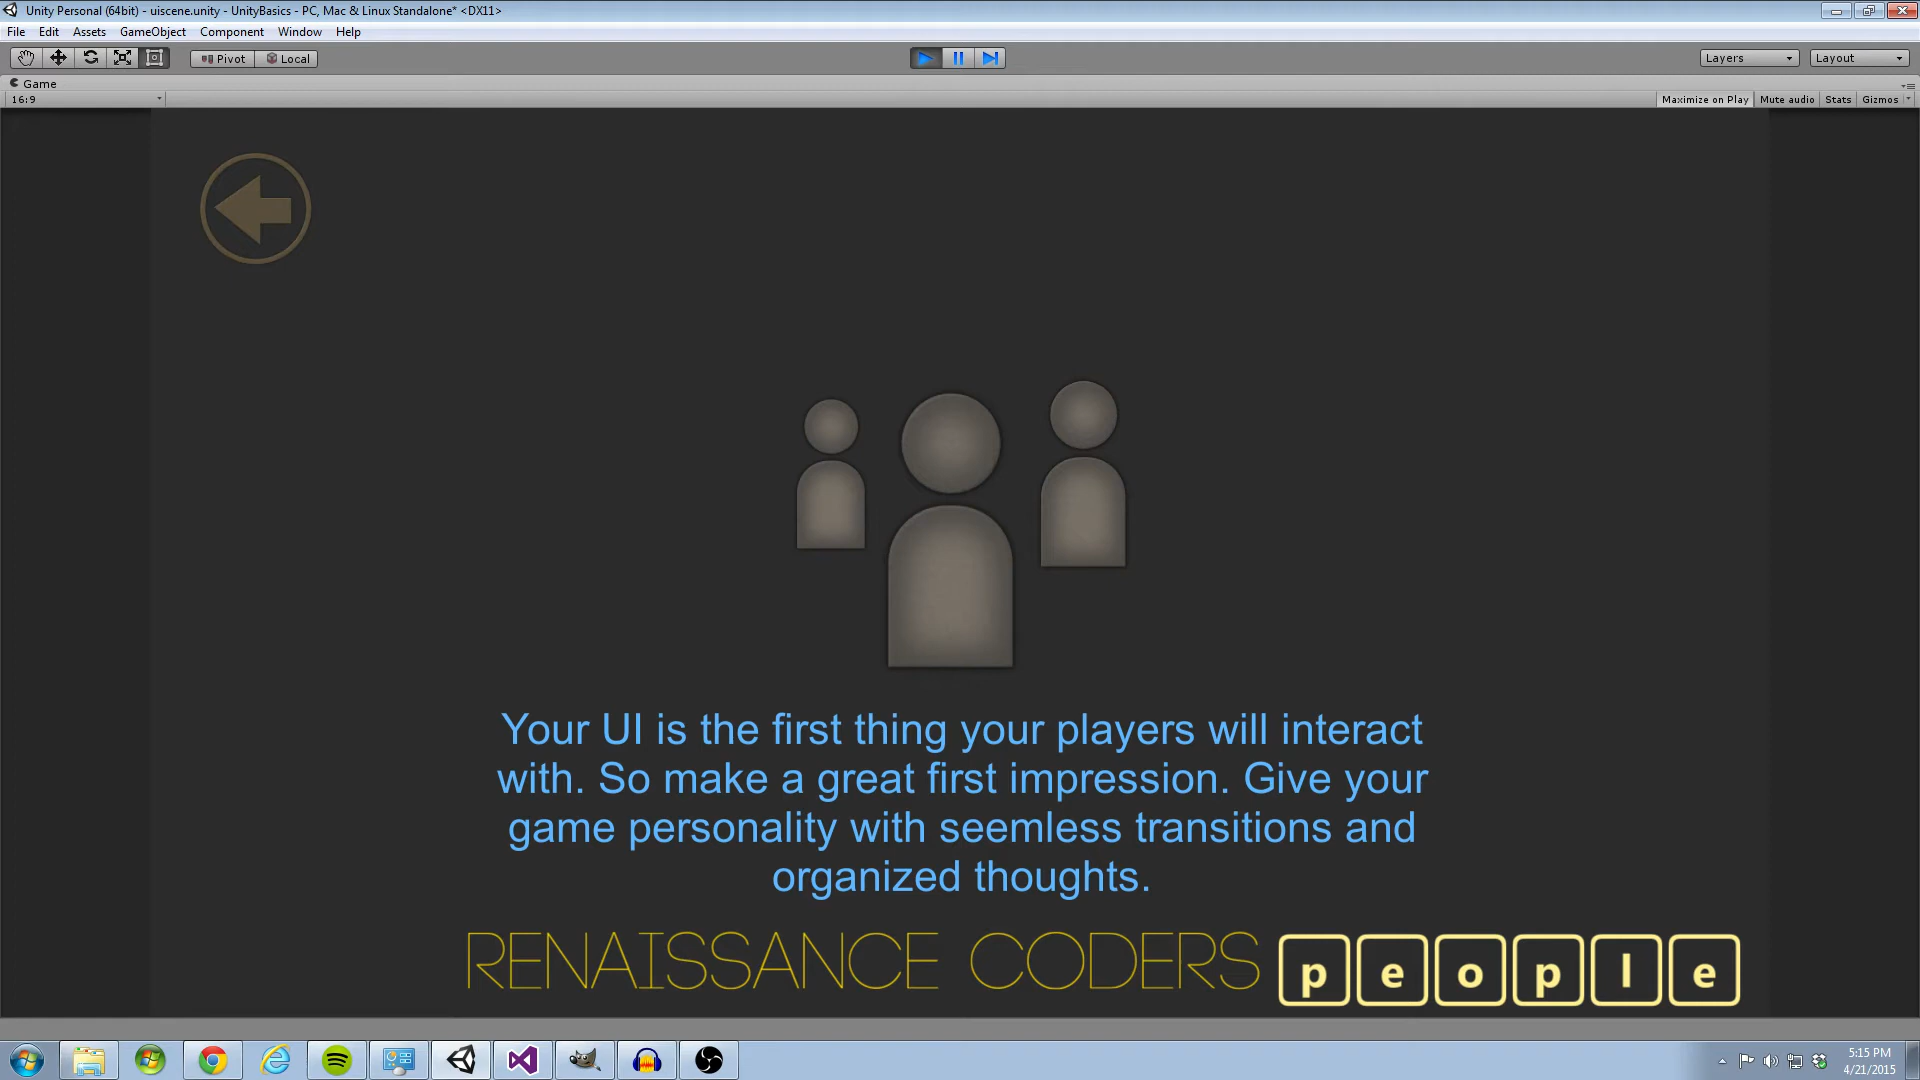 Unity Personal (64bit) - uiscene.unity - UnityBasics - PC, Mac & Linux Standalone* <DX11>
File Edit Assets GameObject Component Window Help
Pivot Local Layers Layout
Game
16:9 Maximize on Play Mute audio Stats Gizmos
Your UI is the first thing your players will interact
with. So make a great first impression. Give your
game personality with seemless transitions and
organized thoughts.
RENAISSANCE CODERS people
5:15 PM
4/21/2015